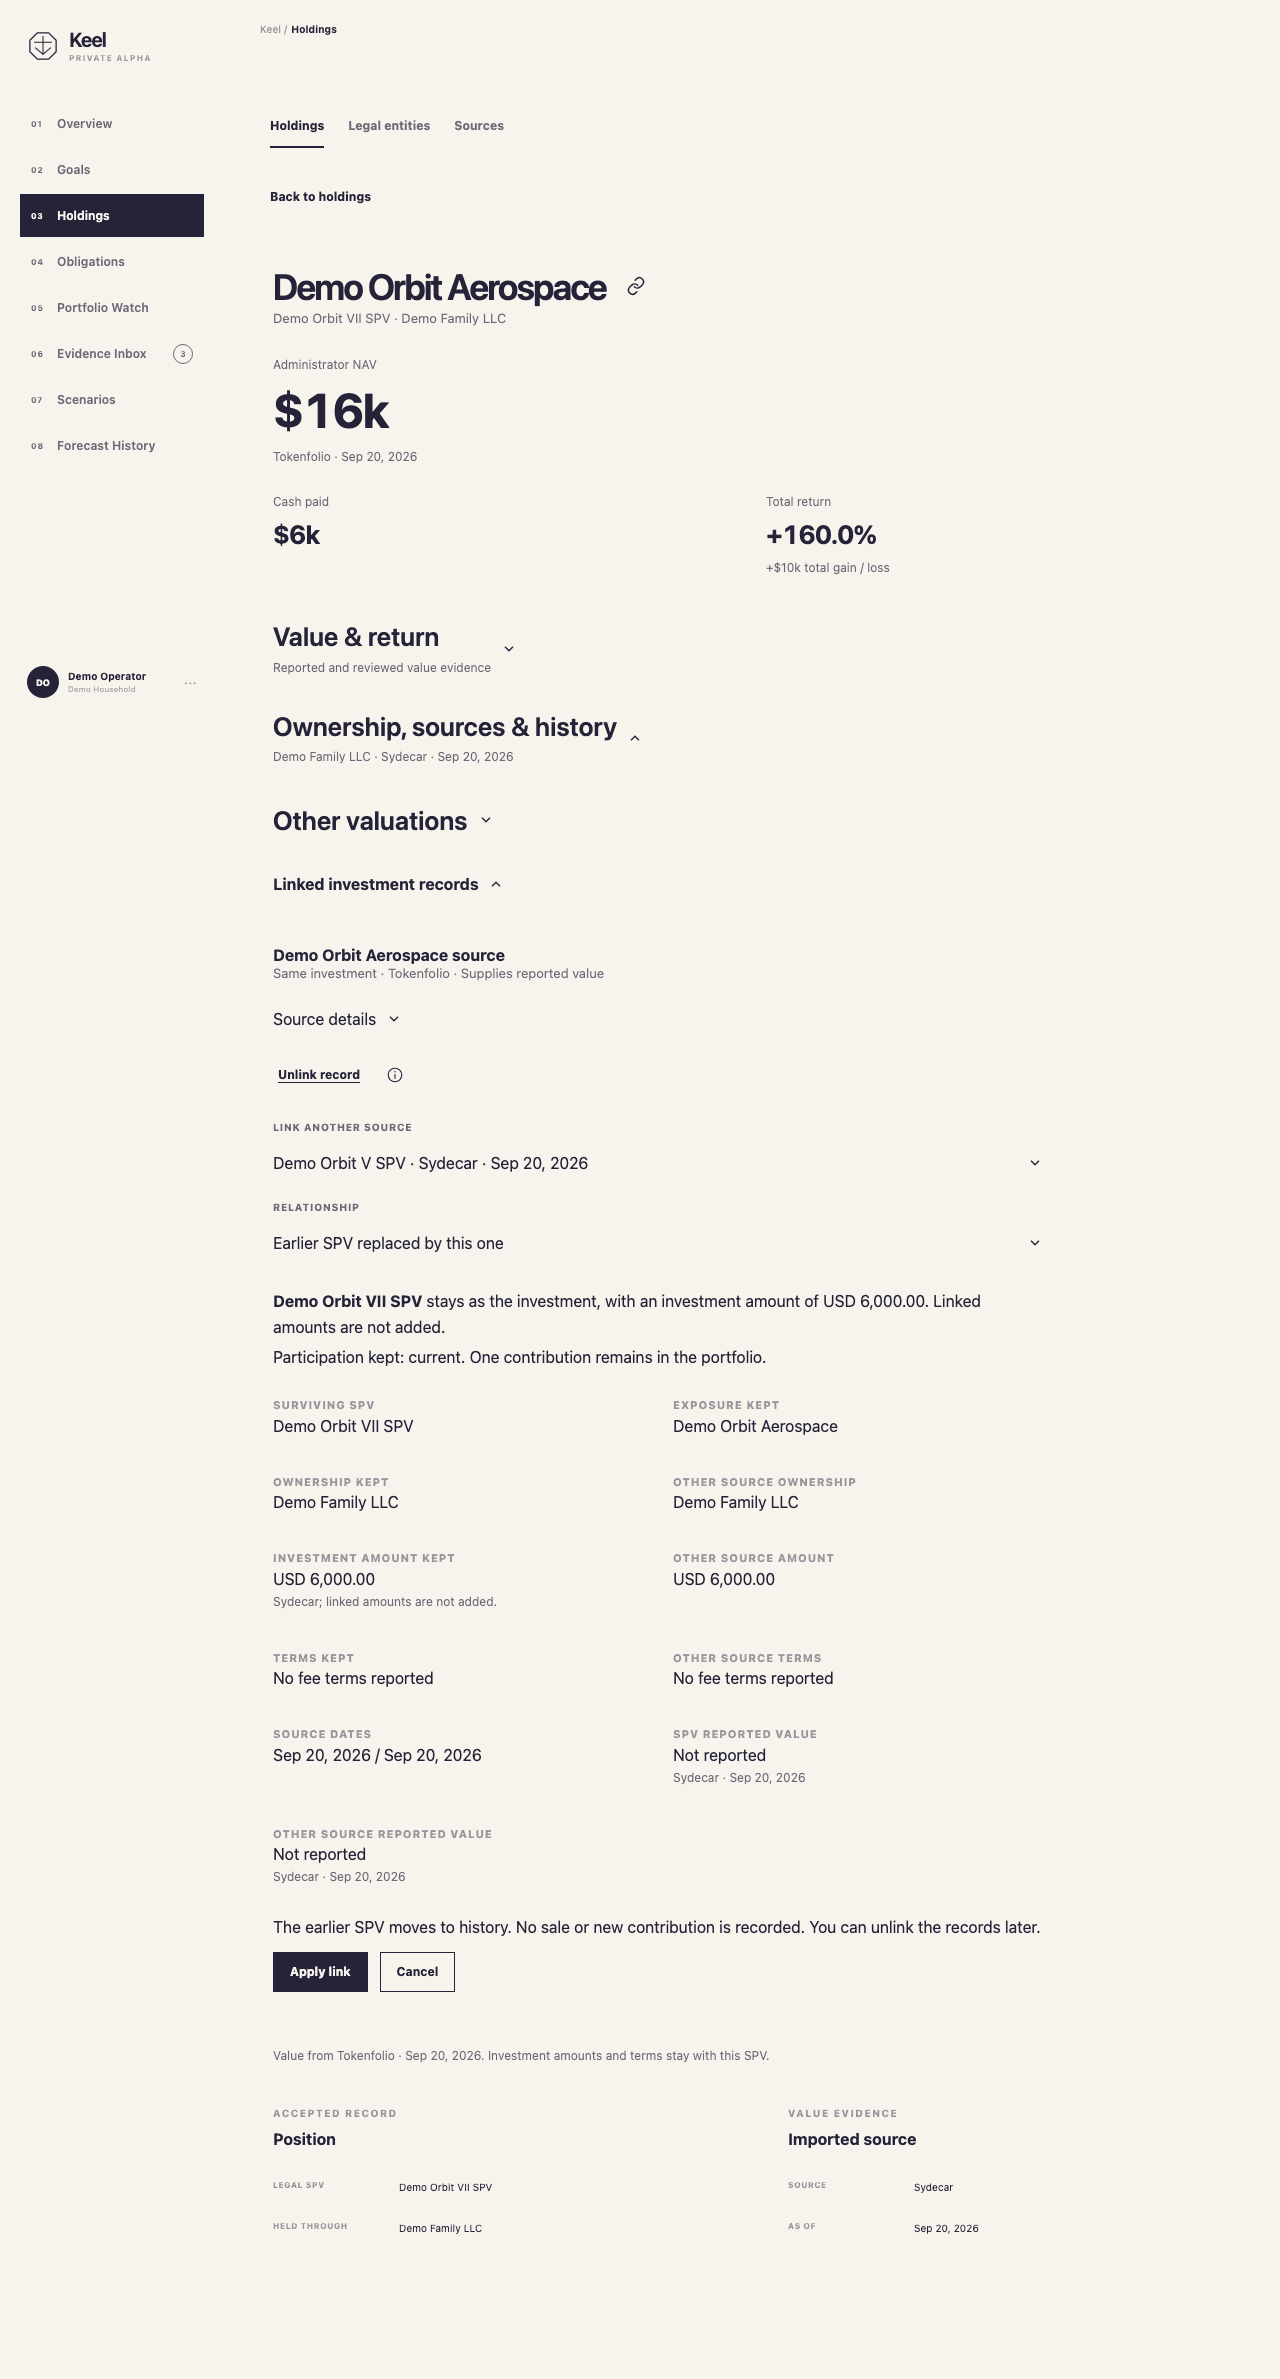 Keel
PRIVATE ALPHA
01 Overview
02 Goals
03 Holdings
04 Obligations
05 Portfolio Watch
06 Evidence Inbox 3
07 Scenarios
08 Forecast History
DO Demo Operator
Demo Household
Keel / Holdings
Holdings Legal entities Sources
Back to holdings
Demo Orbit Aerospace
Demo Orbit VII SPV · Demo Family LLC
Administrator NAV
$16k
Tokenfolio · Sep 20, 2026
Cash paid
$6k
Total return
+160.0%
+$10k total gain / loss
Value & return
Reported and reviewed value evidence
Ownership, sources & history
Demo Family LLC · Sydecar · Sep 20, 2026
Other valuations
Linked investment records
Demo Orbit Aerospace source
Same investment · Tokenfolio · Supplies reported value
Source details
Unlink record
LINK ANOTHER SOURCE
Demo Orbit V SPV · Sydecar · Sep 20, 2026
RELATIONSHIP
Earlier SPV replaced by this one
Demo Orbit VII SPV stays as the investment, with an investment amount of USD 6,000.00. Linked
amounts are not added.
Participation kept: current. One contribution remains in the portfolio.
SURVIVING SPV
Demo Orbit VII SPV
EXPOSURE KEPT
Demo Orbit Aerospace
OWNERSHIP KEPT
Demo Family LLC
OTHER SOURCE OWNERSHIP
Demo Family LLC
INVESTMENT AMOUNT KEPT
USD 6,000.00
Sydecar; linked amounts are not added.
OTHER SOURCE AMOUNT
USD 6,000.00
TERMS KEPT
No fee terms reported
OTHER SOURCE TERMS
No fee terms reported
SOURCE DATES
Sep 20, 2026 / Sep 20, 2026
SPV REPORTED VALUE
Not reported
Sydecar · Sep 20, 2026
OTHER SOURCE REPORTED VALUE
Not reported
Sydecar · Sep 20, 2026
The earlier SPV moves to history. No sale or new contribution is recorded. You can unlink the records later.
Apply link Cancel
Value from Tokenfolio · Sep 20, 2026. Investment amounts and terms stay with this SPV.
ACCEPTED RECORD
Position
LEGAL SPV Demo Orbit VII SPV
HELD THROUGH Demo Family LLC
VALUE EVIDENCE
Imported source
SOURCE Sydecar
AS OF Sep 20, 2026